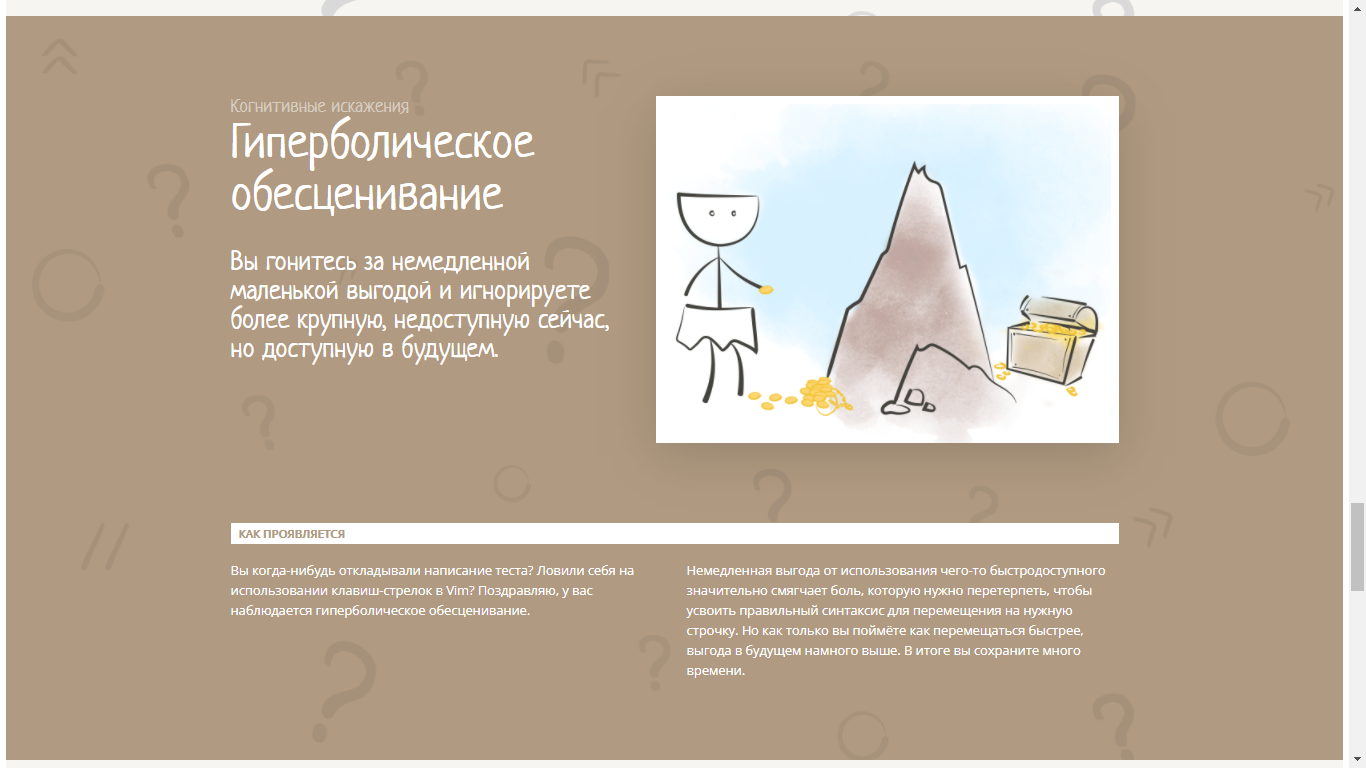 Когнитивные искажения
Гиперболическое
обесценивание
Вы гонитесь за немедленной
маленькой выгодой и игнорируете
более крупную, недоступную сейчас,
но доступную в будущем.
КАК ПРОЯВЛЯЕТСЯ
Вы когда-нибудь откладывали написание теста? Ловили себя на
использовании клавиш-стрелок в Vim? Поздравляю, у вас
наблюдается гиперболическое обесценивание.
Немедленная выгода от использования чего-то быстродоступного
значительно смягчает боль, которую нужно перетерпеть, чтобы
усвоить правильный синтаксис для перемещения на нужную
строчку. Но как только вы поймёте как перемещаться быстрее,
выгода в будущем намного выше. В итоге вы сохраните много
времени.